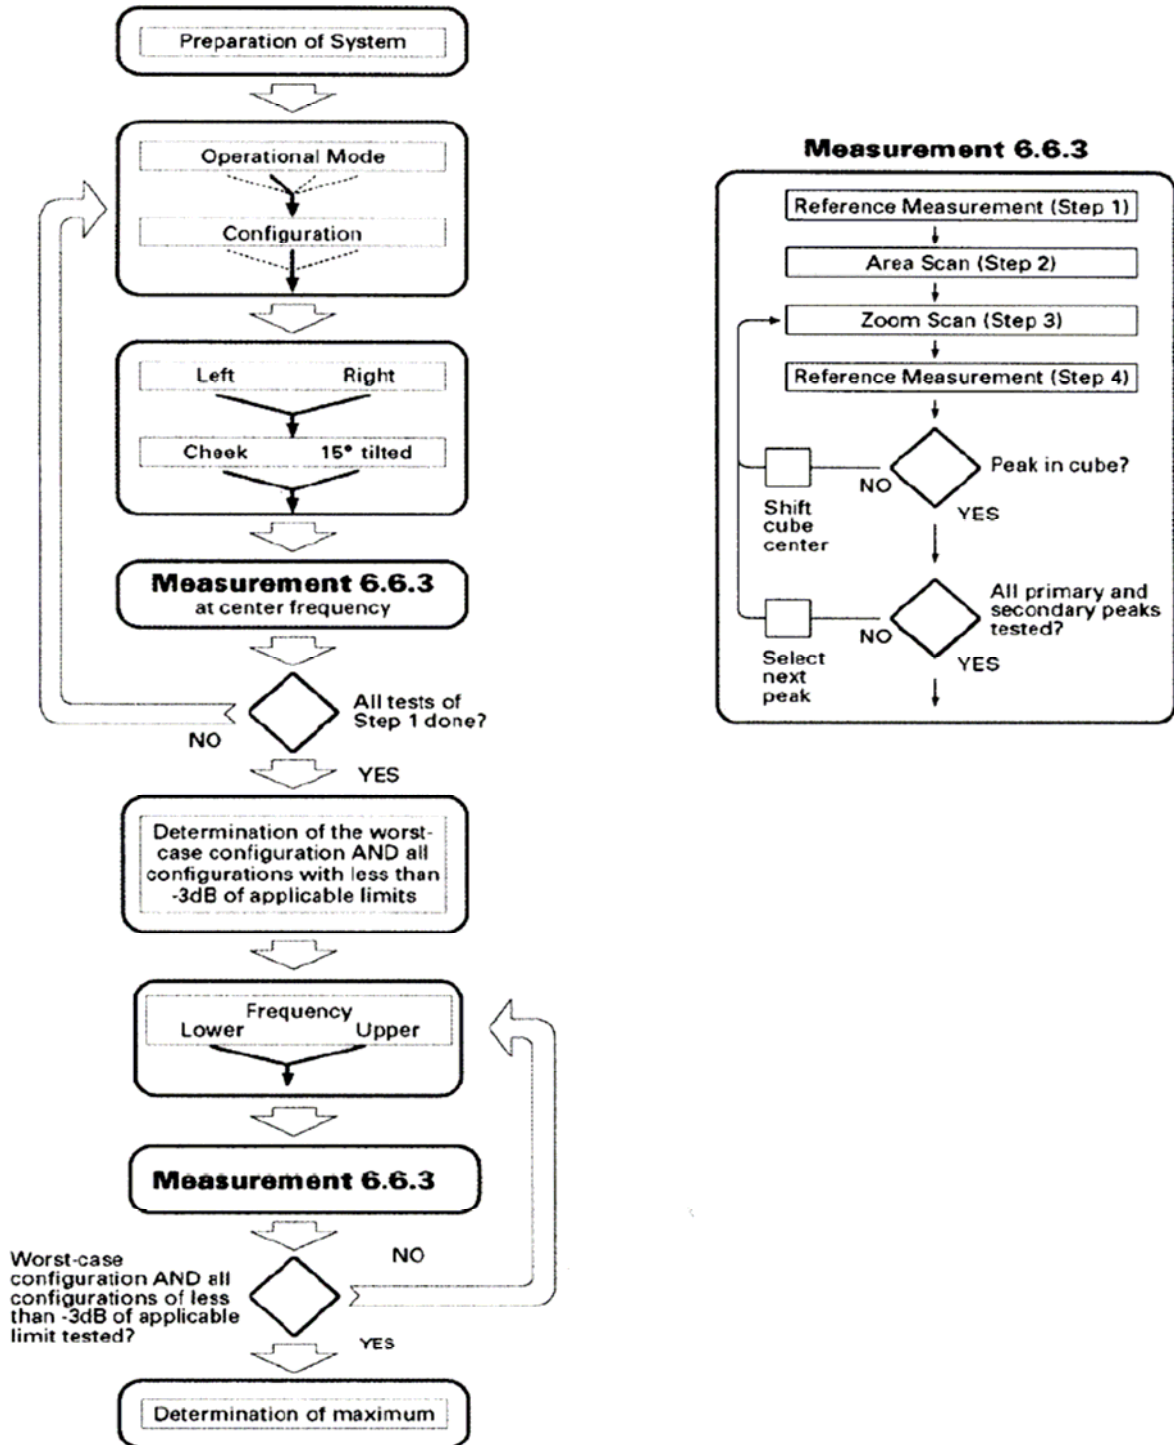 Preparation of System
Operational Mode
Configuration
Left Right
Cheek 15° tilted
Measurement 6.6.3
at center frequency
All tests of
Step 1 done?
NO
YES
Determination of the worst-
case configuration AND all
configurations with less than
-3dB of applicable limits
Frequency
Lower Upper
Measurement 6.6.3
NO
Worst-case
configuration AND all
configurations of less
than -3dB of applicable
limit tested?
YES
Determination of maximum
Measurement 6.6.3
Reference Measurement (Step 1)
Area Scan (Step 2)
Zoom Scan (Step 3)
Reference Measurement (Step 4)
Peak in cube?
NO
YES
Shift
cube
center
All primary and
secondary peaks
tested?
NO
YES
Select
next
peak